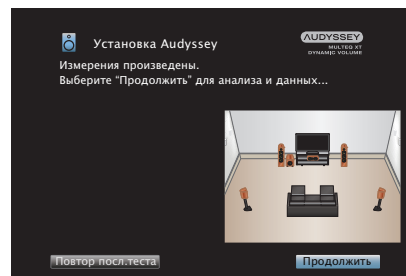 Установка Audyssey
AUDYSSEY
MULTEQ XT
DYNAMIC VOLUME
Измерения произведены.
Выберите “Продолжить” для анализа и данных...
Повтор посл.теста
Продолжить